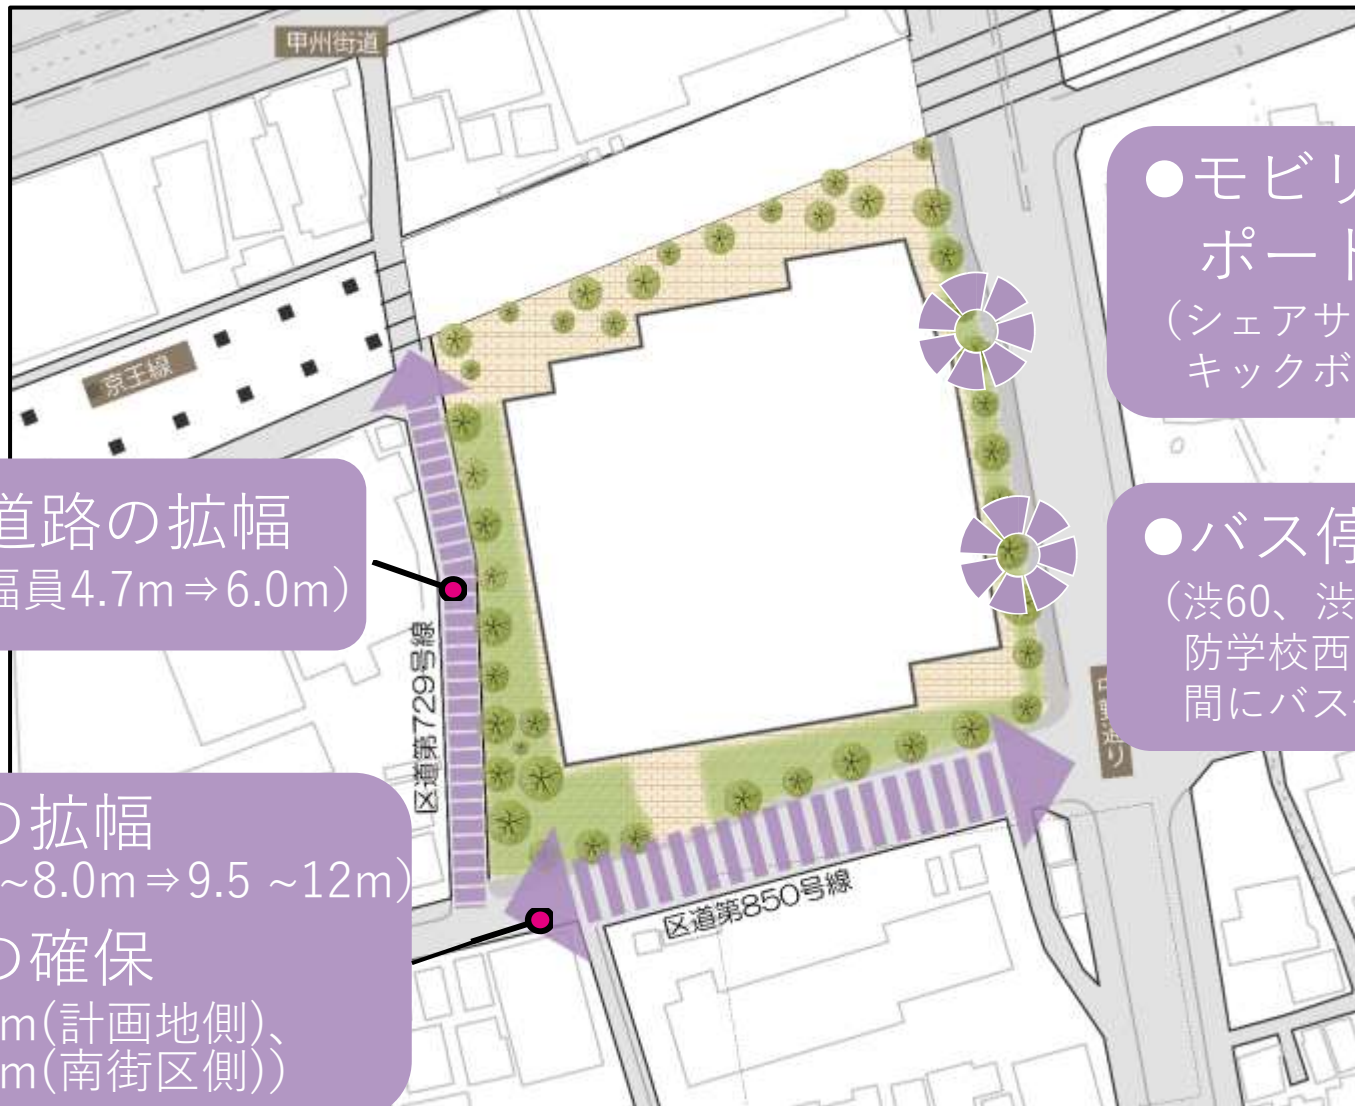 甲州街道
京王線
●モビリ
ポート
(シェアサ
キックボ
道路の拡幅
幅員4.7m⇒6.0m)
区道第729号線
●バス停
(渋60、渋
防学校西
間にバス
中野通り
の拡幅
~8.0m⇒9.5 ~12m)
の確保
m(計画地側)、
m(南街区側))
区道第850号線